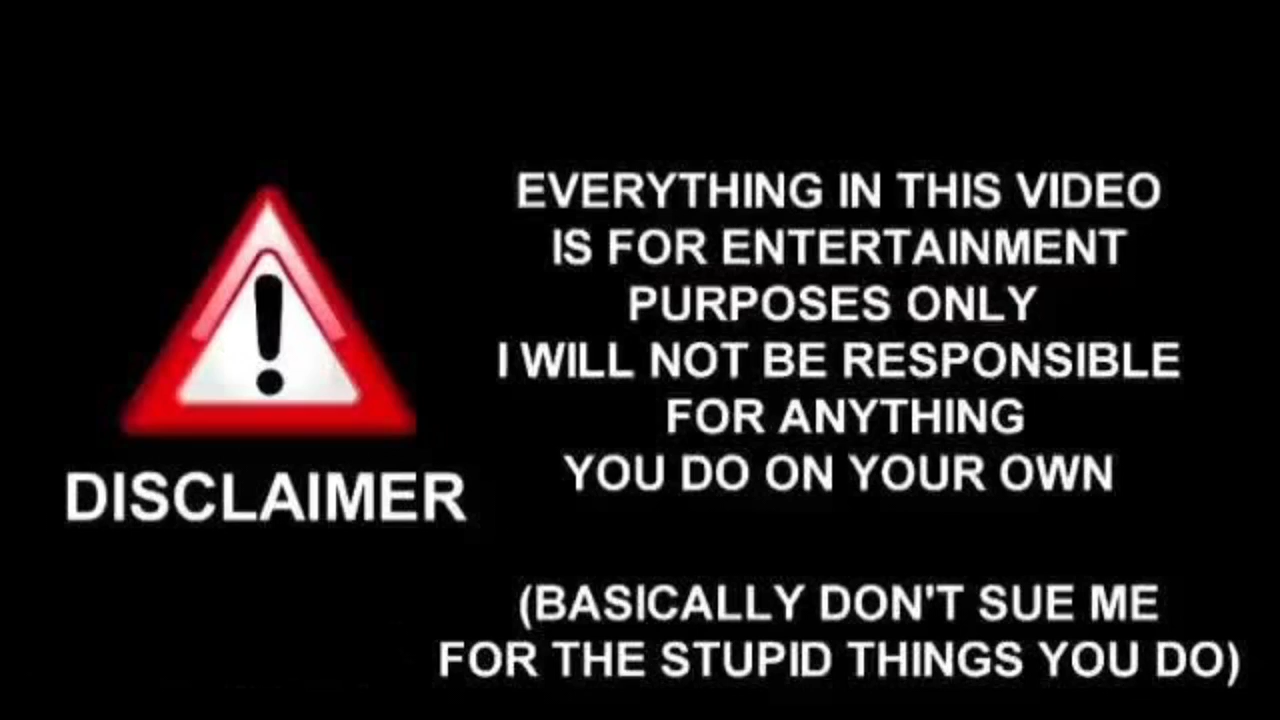 DISCLAIMER
EVERYTHING IN THIS VIDEO
IS FOR ENTERTAINMENT
PURPOSES ONLY
I WILL NOT BE RESPONSIBLE
FOR ANYTHING
YOU DO ON YOUR OWN
(BASICALLY DON'T SUE ME
FOR THE STUPID THINGS YOU DO)